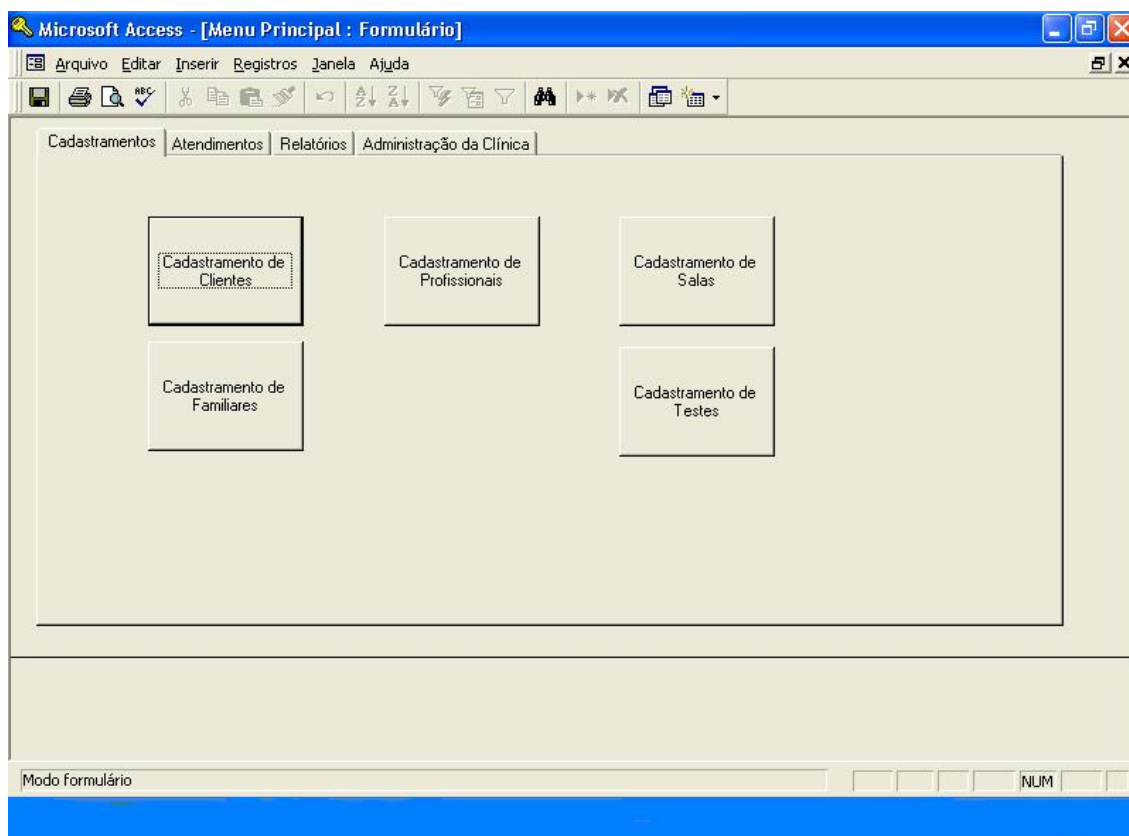 Microsoft Access - [Menu Principal : Formulário]
Arquivo Editar Inserir Registros Janela Ajuda
Cadastramentos Atendimentos Relatórios Administração da Clínica
Cadastramento de
Clientes
Cadastramento de
Profissionais
Cadastramento de
Salas
Cadastramento de
Familiares
Cadastramento de
Testes
Modo formulário NUM